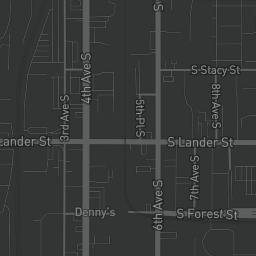 S
S Stacy St
4th Ave S
3rd Ave S
5th Pl S
8th Ave S
Lander St
S Lander St
7th Ave S
6th Ave S
Denny's
S Forest St